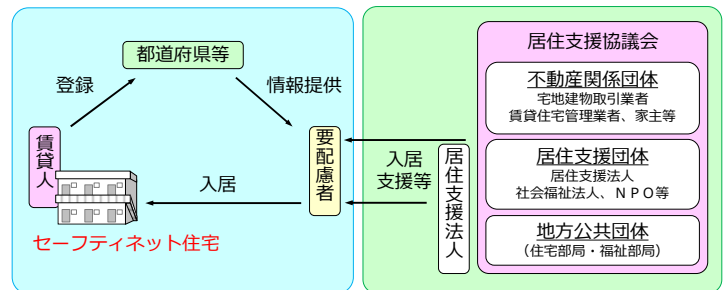 都道府県等
登録
情報提供
賃貸人
要配慮者
入居
セーフティネット住宅
入居
支援等
居住支援法人
居住支援協議会
不動産関係団体
宅地建物取引業者
賃貸住宅管理業者、家主等
居住支援団体
居住支援法人
社会福祉法人、ＮＰＯ等
地方公共団体
（住宅部局・福祉部局）